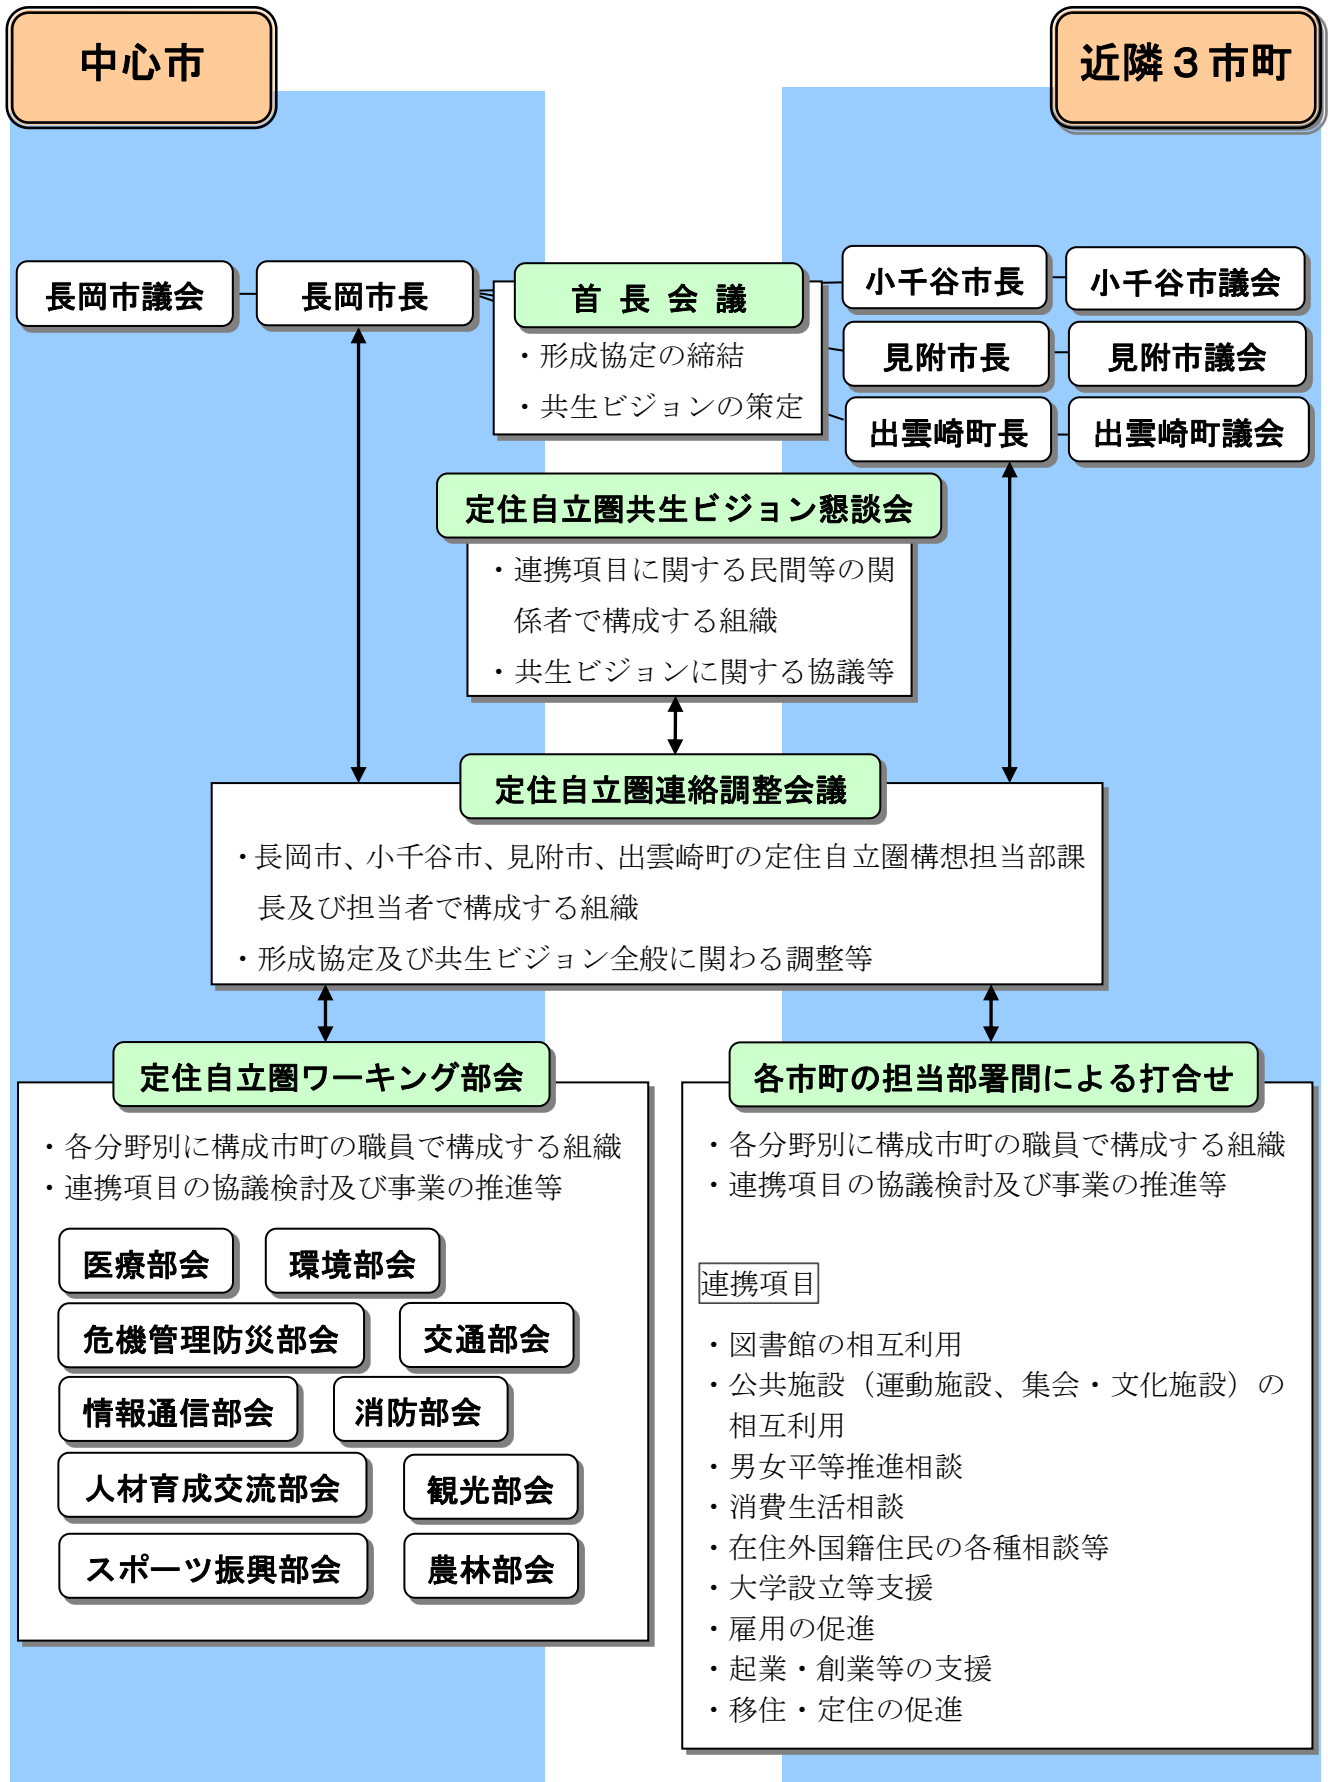 中心市
近隣３市町
長岡市議会
長岡市長
首長会議
・形成協定の締結
・共生ビジョンの策定
小千谷市長
小千谷市議会
見附市長
見附市議会
出雲崎町長
出雲崎町議会
定住自立圏共生ビジョン懇談会
・連携項目に関する民間等の関
係者で構成する組織
・共生ビジョンに関する協議等
定住自立圏連絡調整会議
・長岡市、小千谷市、見附市、出雲崎町の定住自立圏構想担当部課
長及び担当者で構成する組織
・形成協定及び共生ビジョン全般に関わる調整等
定住自立圏ワーキング部会
・各分野別に構成市町の職員で構成する組織
・連携項目の協議検討及び事業の推進等
医療部会
環境部会
危機管理防災部会
交通部会
情報通信部会
消防部会
人材育成交流部会
観光部会
スポーツ振興部会
農林部会
各市町の担当部署間による打合せ
・各分野別に構成市町の職員で構成する組織
・連携項目の協議検討及び事業の推進等
連携項目
・図書館の相互利用
・公共施設（運動施設、集会・文化施設）の
相互利用
・男女平等推進相談
・消費生活相談
・在住外国籍住民の各種相談等
・大学設立等支援
・雇用の促進
・起業・創業等の支援
・移住・定住の促進